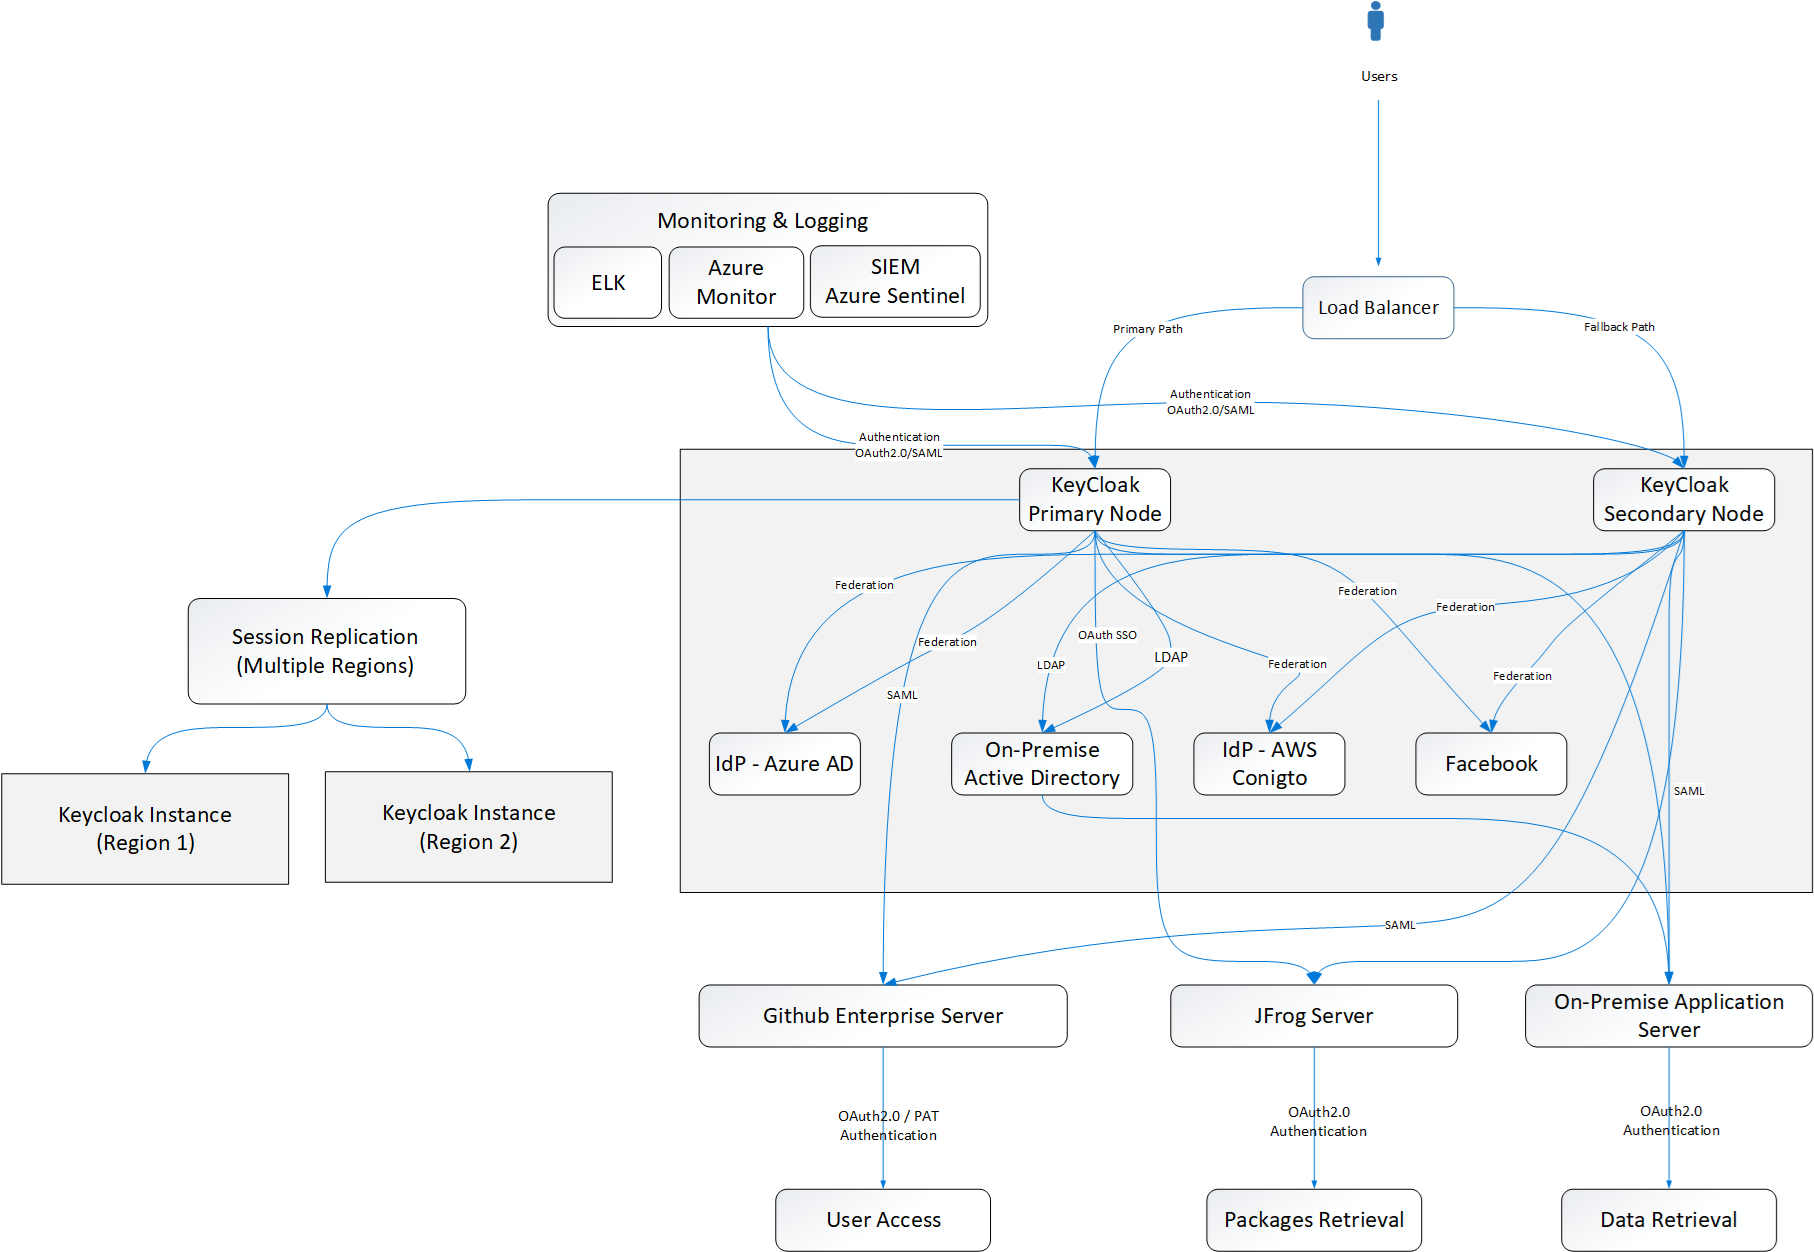 Users
Monitoring & Logging
ELK
Azure
Monitor
SIEM
Azure Sentinel
Load Balancer
Primary Path
Fallback Path
Authentication
OAuth2.0/SAML
Authentication
OAuth2.0/SAML
KeyCloak
Primary Node
KeyCloak
Secondary Node
Federation
Federation
Federation
Federation
Federation
Federation
OAuth SSO
LDAP
LDAP
SAML
Session Replication
(Multiple Regions)
IdP - Azure AD
On-Premise
Active Directory
IdP - AWS
Conigto
Facebook
SAML
Keycloak Instance
(Region 1)
Keycloak Instance
(Region 2)
SAML
Github Enterprise Server
JFrog Server
On-Premise Application
Server
OAuth2.0 / PAT
Authentication
OAuth2.0
Authentication
OAuth2.0
Authentication
User Access
Packages Retrieval
Data Retrieval